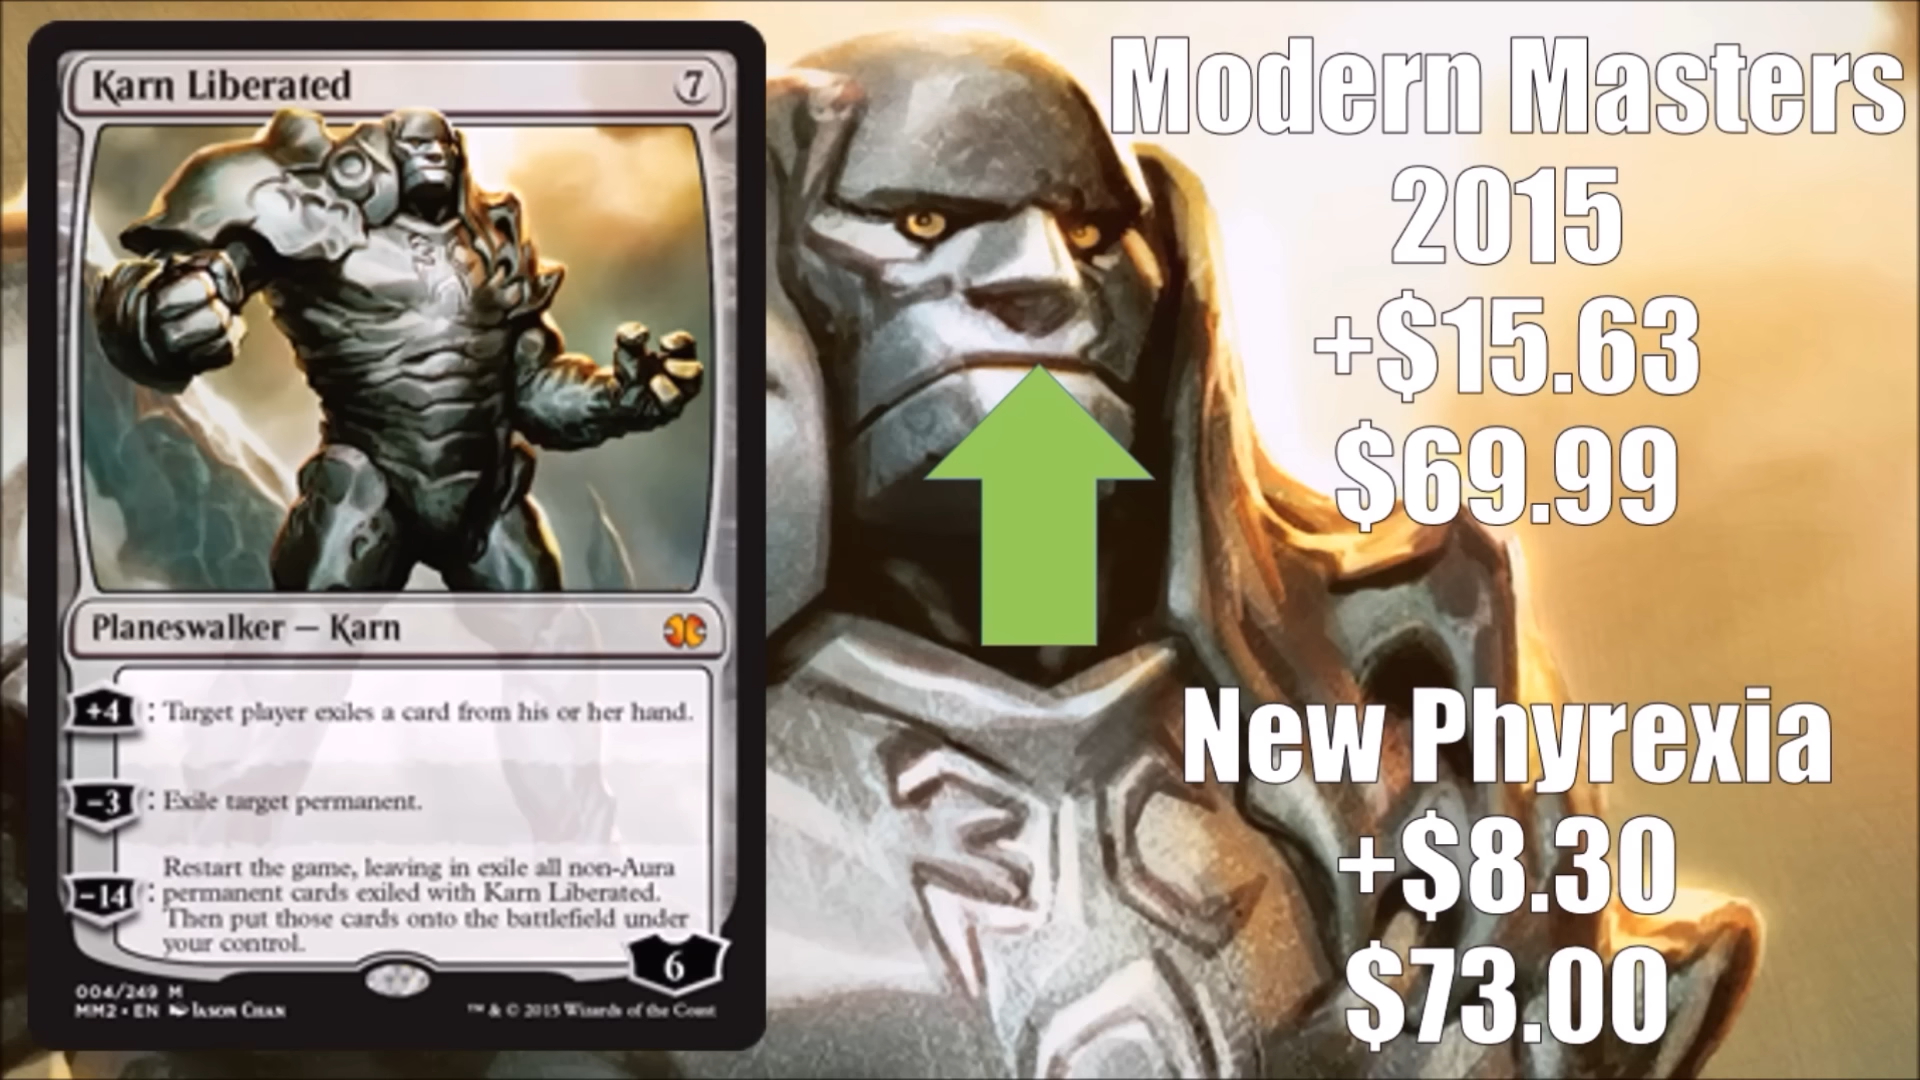 Karn Liberated 7
Planeswalker — Karn
+4 : Target player exiles a card from his or her hand.
-3 : Exile target permanent.
Restart the game, leaving in exile all non-Aura
-14 : permanent cards exiled with Karn Liberated.
Then put those cards onto the battlefield under
your control.
6
004/249 M
MM2 • EN Jason Chan
™ & © 2015 Wizards of the Coast
Modern Masters
2015
+$15.63
$69.99
New Phyrexia
+$8.30
$73.00